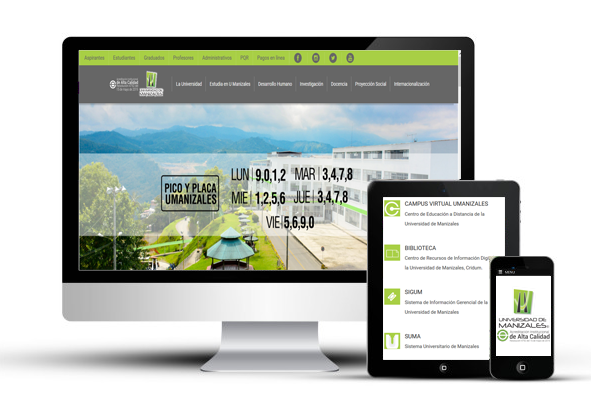 Aspirantes Estudiantes Graduados Profesores Administrativos PQR Pagos en línea
de Alta Calidad
UNIVERSIDAD DE
MANIZALES
La Universidad Estudia en U Manizales Desarrollo Humano Investigación Docencia Proyección Social Internacionalización
PICO Y PLACA
UMANIZALES
LUN | 9,0,1,2 MAR | 3,4,7,8
MIE | 1,2,5,6 JUE | 3,4,7,8
VIE | 5,6,9,0
CAMPUS VIRTUAL UMANIZALES
Centro de Educación a Distancia de la
Universidad de Manizales
BIBLIOTECA
Centro de Recursos de Información Digi
la Universidad de Manizales, Cridum.
SIGUM
Sistema de Información Gerencial de la
Universidad de Manizales
SUMA
Sistema Universitario de Manizales
MENU
UNIVERSIDAD DE
MANIZALES
de Alta Calidad